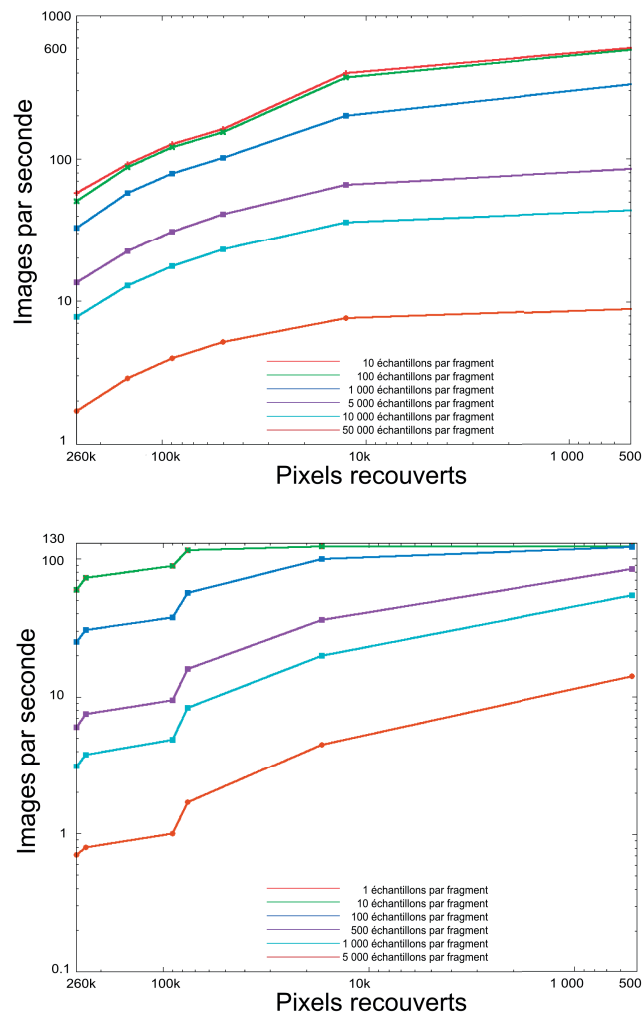 1000
600
100
10
1
Images par seconde
10 échantillons par fragment
100 échantillons par fragment
1 000 échantillons par fragment
5 000 échantillons par fragment
10 000 échantillons par fragment
50 000 échantillons par fragment
260k 100k 10k 1 000 500
Pixels recouverts
130
100
10
1
0.1
Images par seconde
1 échantillons par fragment
10 échantillons par fragment
100 échantillons par fragment
500 échantillons par fragment
1 000 échantillons par fragment
5 000 échantillons par fragment
260k 100k 10k 1 000 500
Pixels recouverts